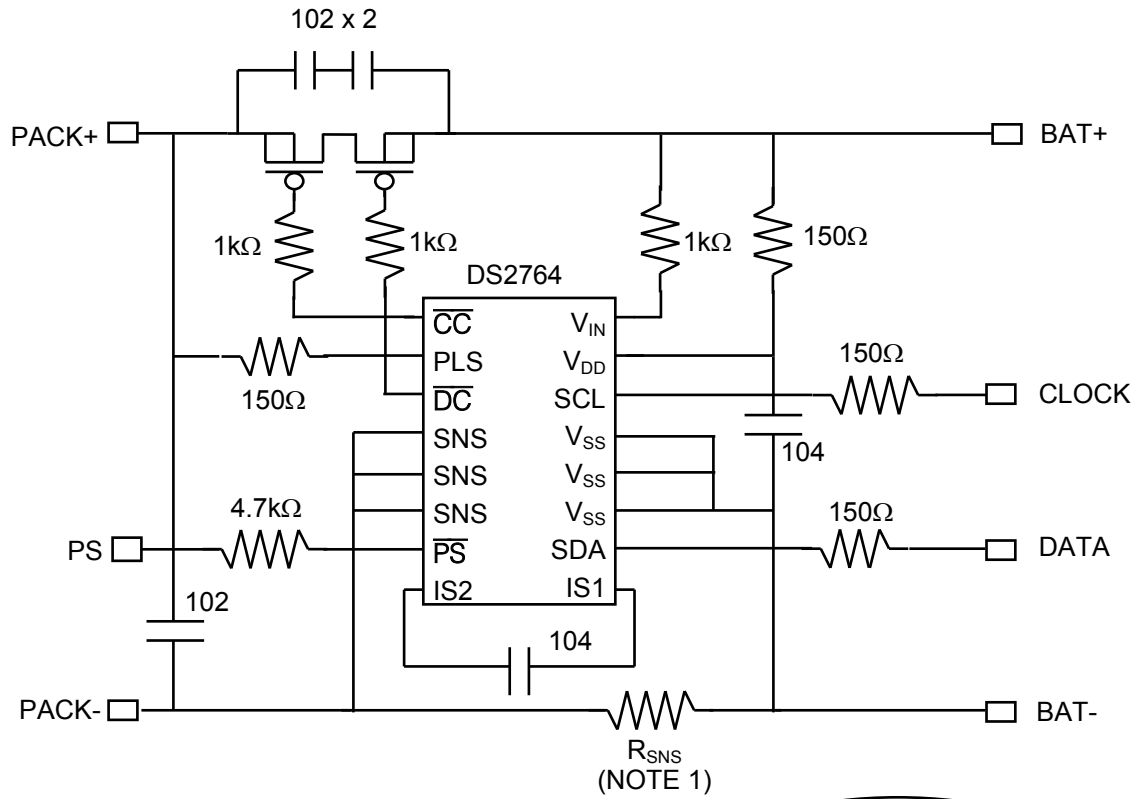 102 x 2
PACK+
BAT+
1kΩ
1kΩ
1kΩ
150Ω
DS2764
CC
VIN
PLS
VDD
150Ω
150Ω
DC
SCL
CLOCK
SNS
VSS
104
SNS
VSS
4.7kΩ
SNS
VSS
150Ω
PS
PS
SDA
DATA
IS2
IS1
102
104
PACK-
BAT-
RSNS
(NOTE 1)